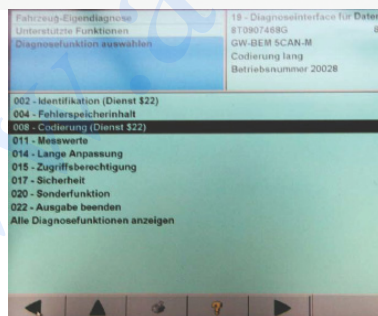 Fahrzeug-Eigendiagnose
Unterstützte Funktionen
Diagnosefunktion auswählen
19 - Diagnoseinterface für Daten
8T0907468G
GW-BEM 5CAN-M
Codierung lang
Betriebsnummer 20028
002 - Identifikation (Dienst $22)
004 - Fehlerspeicherinhalt
008 - Codierung (Dienst $22)
011 - Messwerte
014 - Lange Anpassung
015 - Zugriffsberechtigung
017 - Sicherheit
020 - Sonderfunktion
022 - Ausgabe beenden
Alle Diagnosefunktionen anzeigen